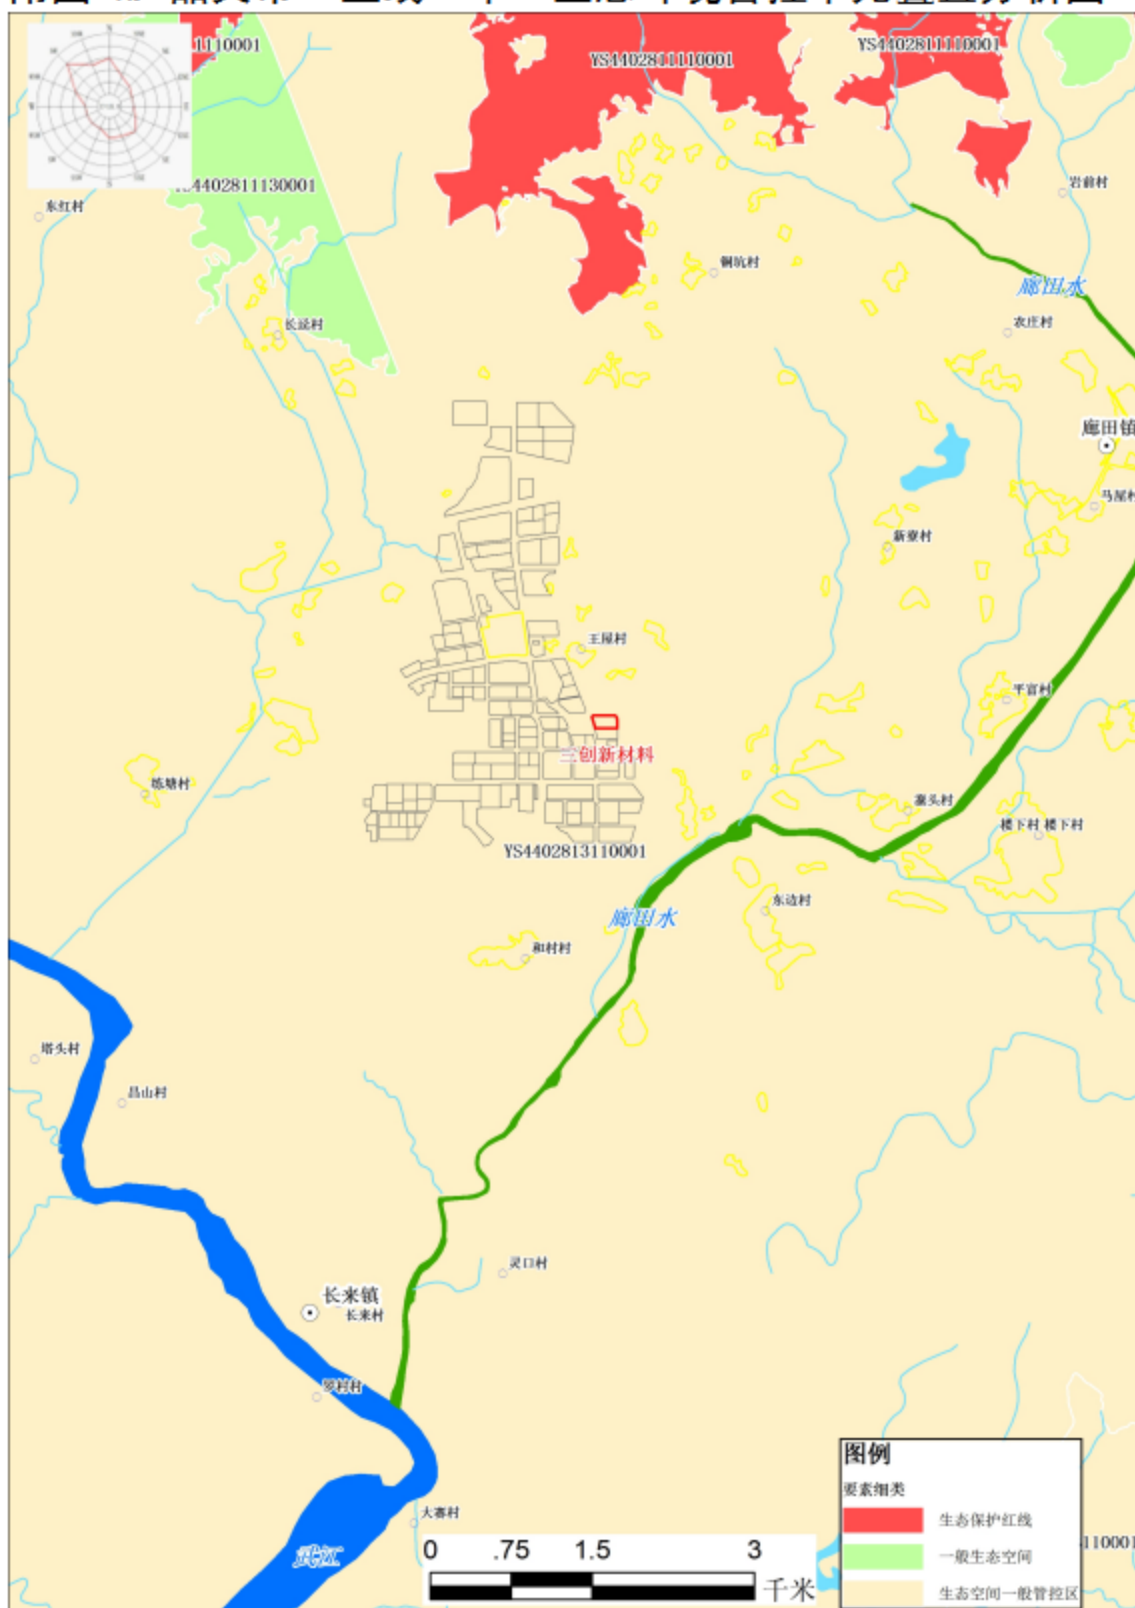 1110001
YS4402811110001
YS4402811110001
4402811130001
岩前村
东红村
铜坑村
廊田水
农庄村
长迳村
廊田镇
马屋村
新章村
王屋村
平富村
三创新材料
练塘村
寨头村
楼下村 楼下村
YS4402813110001
东边村
廊田水
和村村
塔头村
昌山村
灵口村
长来镇
长来村
罗村村
大寨村
武江
0 .75 1.5 3
千米
图例
要素细类
生态保护红线
一般生态空间
生态空间一般管控区
110001